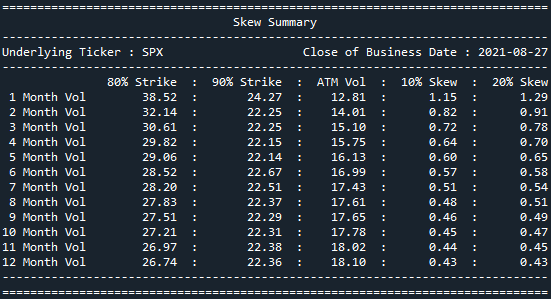 Skew Summary
Underlying Ticker : SPX Close of Business Date : 2021-08-27
80% Strike : 90% Strike : ATM Vol : 10% Skew : 20% Skew
1 Month Vol 38.52 : 24.27 : 12.81 : 1.15 : 1.29
2 Month Vol 32.14 : 22.25 : 14.01 : 0.82 : 0.91
3 Month Vol 30.61 : 22.25 : 15.10 : 0.72 : 0.78
4 Month Vol 29.82 : 22.15 : 15.75 : 0.64 : 0.70
5 Month Vol 29.06 : 22.14 : 16.13 : 0.60 : 0.65
6 Month Vol 28.52 : 22.67 : 16.99 : 0.57 : 0.58
7 Month Vol 28.20 : 22.51 : 17.43 : 0.51 : 0.54
8 Month Vol 27.83 : 22.37 : 17.61 : 0.48 : 0.51
9 Month Vol 27.51 : 22.29 : 17.65 : 0.46 : 0.49
10 Month Vol 27.21 : 22.31 : 17.78 : 0.45 : 0.47
11 Month Vol 26.97 : 22.38 : 18.02 : 0.44 : 0.45
12 Month Vol 26.74 : 22.36 : 18.10 : 0.43 : 0.43